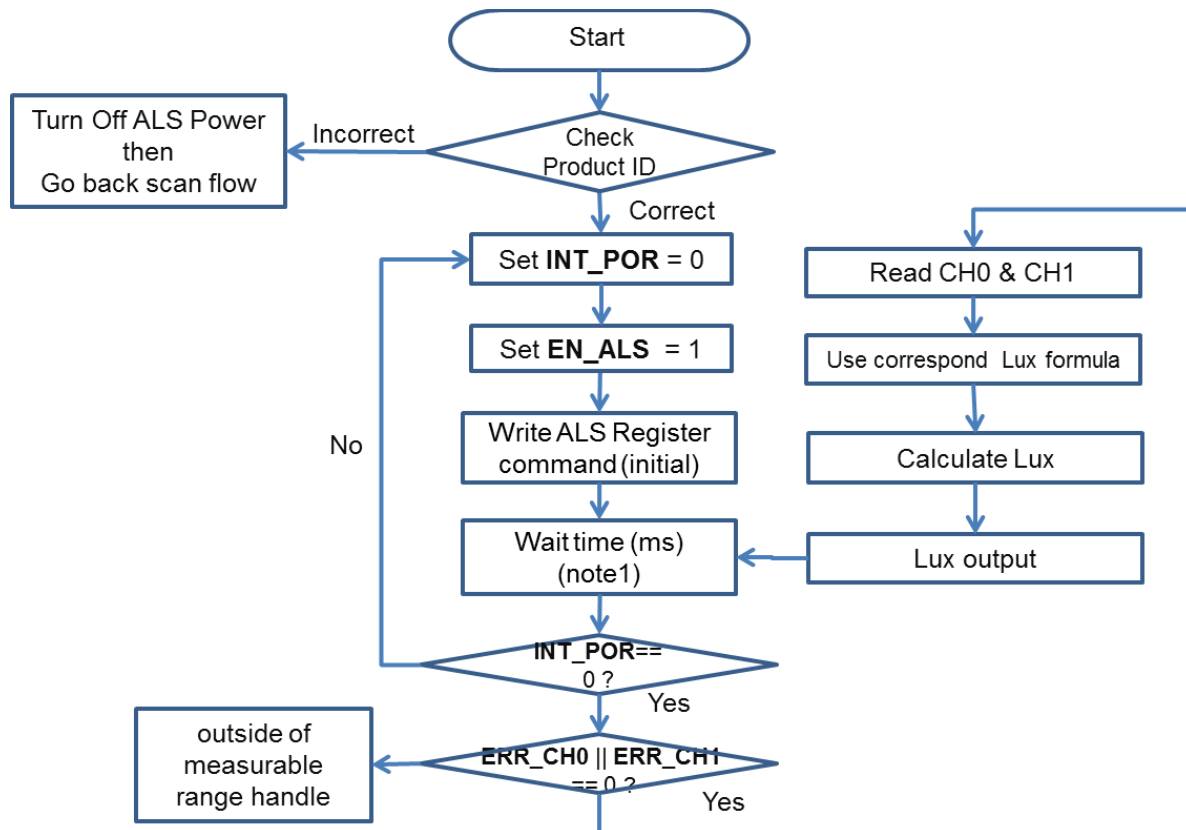 Start
Turn Off ALS Power
then
Go back scan flow
Incorrect
Check
Product ID
Correct
Set INT_POR = 0
Set EN_ALS = 1
Write ALS Register
command (initial)
No
Wait time (ms)
(note1)
INT_POR==
0 ?
Yes
ERR_CH0 || ERR_CH1
== 0 ?
Yes
outside of
measurable
range handle
Read CH0 & CH1
Use correspond Lux formula
Calculate Lux
Lux output